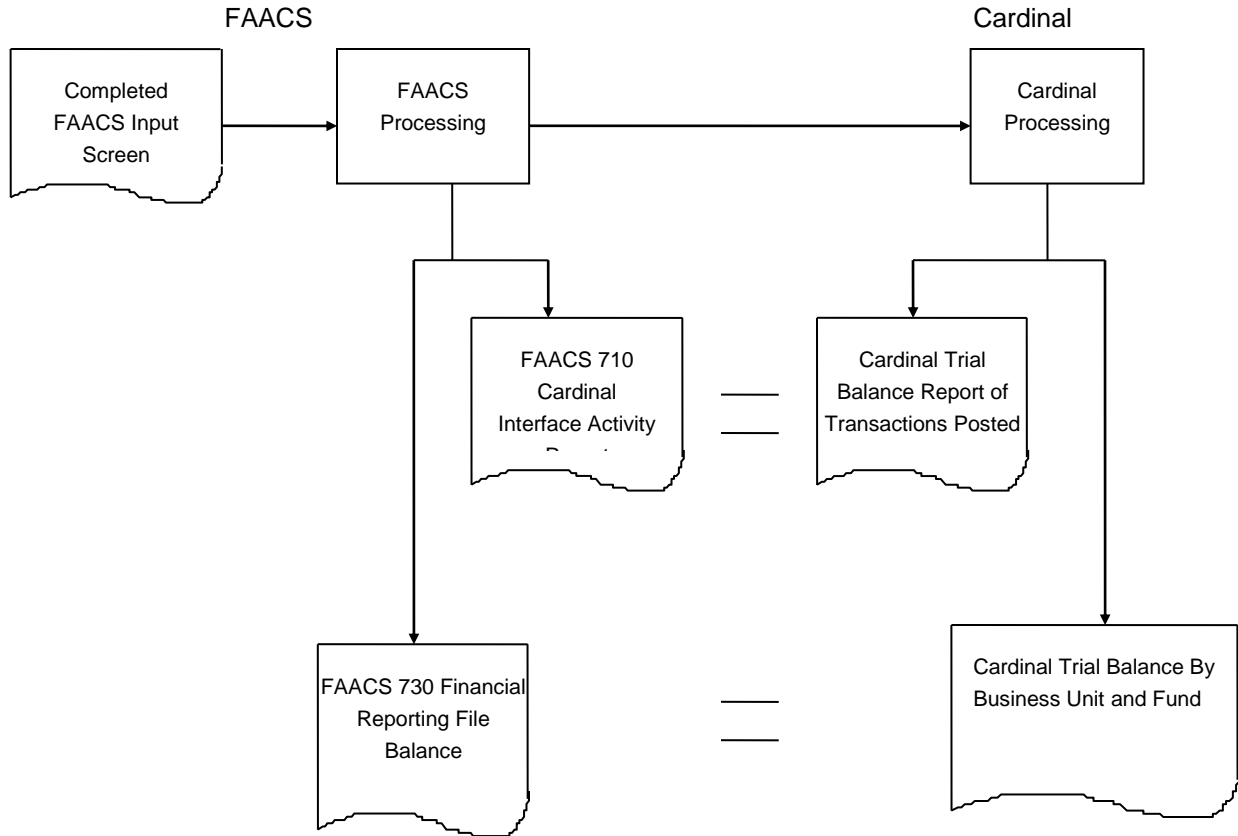 FAACS
Cardinal
Completed
FAACS Input
Screen
FAACS
Processing
Cardinal
Processing
FAACS 710
Cardinal
Interface Activity
Cardinal Trial
Balance Report of
Transactions Posted
FAACS 730 Financial
Reporting File
Balance
Cardinal Trial Balance By
Business Unit and Fund